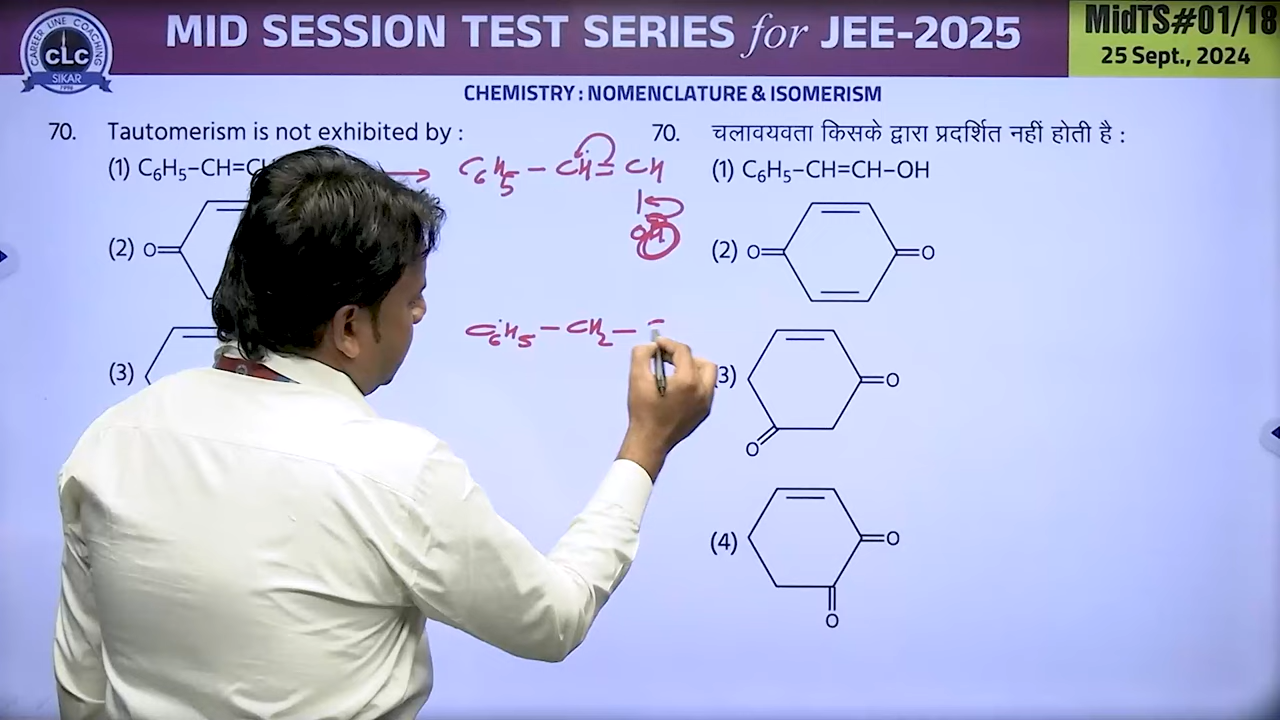 CAREER LINE COACHING
CLC
SIKAR
1996
MID SESSION TEST SERIES for JEE-2025
MidTS#01/18
25 Sept., 2024
CHEMISTRY : NOMENCLATURE & ISOMERISM
70. Tautomerism is not exhibited by :
(1) C₆H₅–CH=
(2) O
(3)
C₆H₅ – CH = CH
OH
C₆H₅ – CH₂ –
70. चलावयवता किसके द्वारा प्रदर्शित नहीं होती है :
(1) C₆H₅–CH=CH–OH
(2) O O
3) O
O
(4) O
O